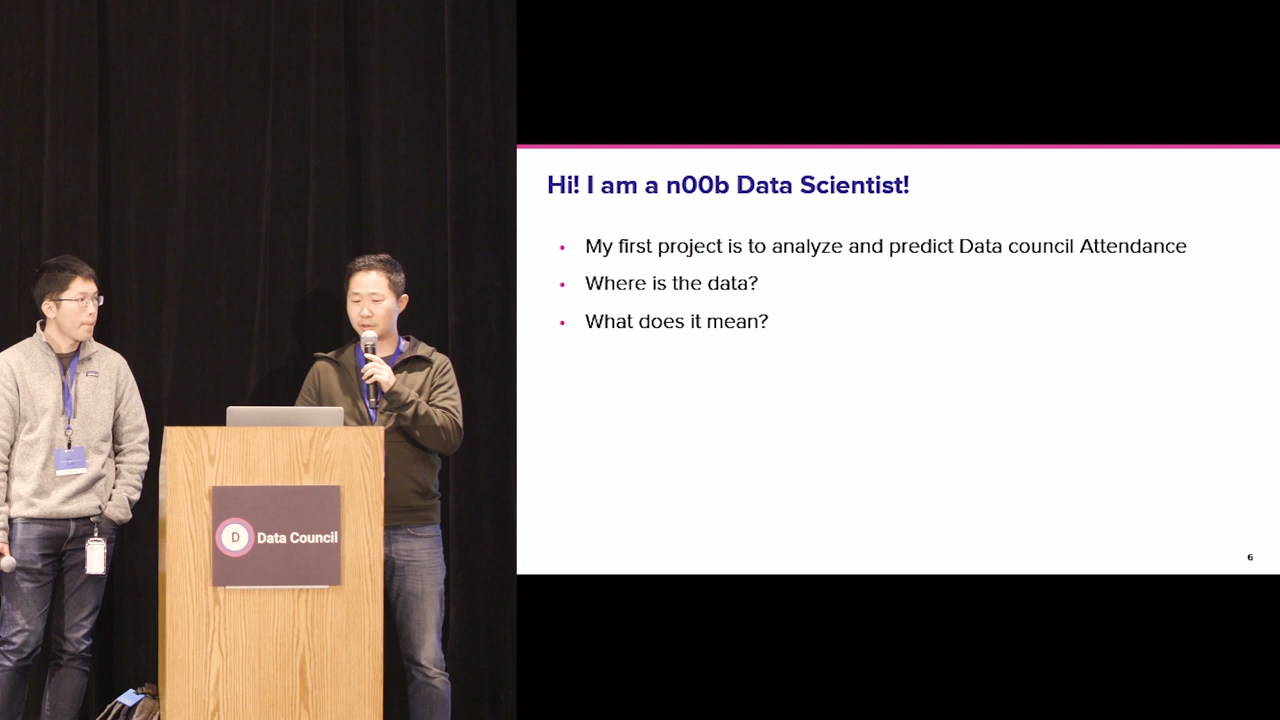 Hi! I am a n00b Data Scientist!
• My first project is to analyze and predict Data council Attendance
• Where is the data?
• What does it mean?
6
D Data Council